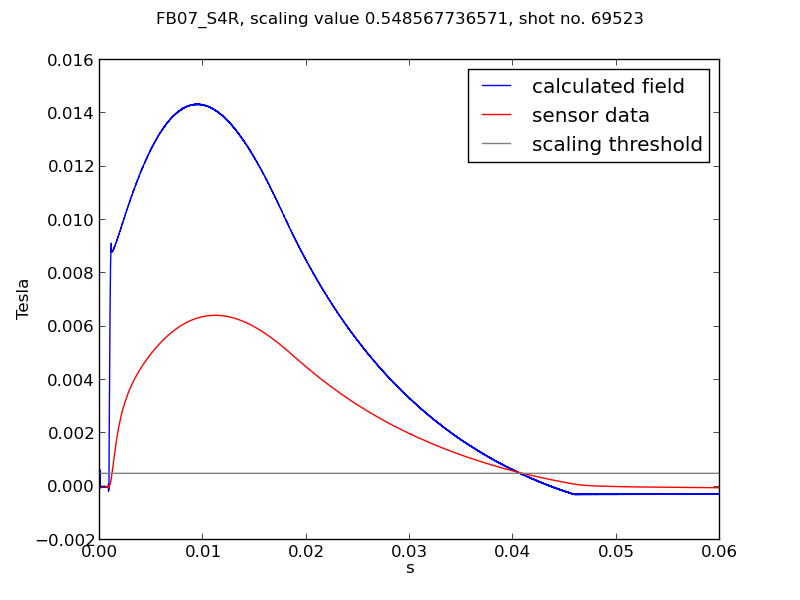 FB07_S4R, scaling value 0.548567736571, shot no. 69523
calculated field
sensor data
scaling threshold
Tesla
0.016
0.014
0.012
0.010
0.008
0.006
0.004
0.002
0.000
−0.002
0.00 0.01 0.02 0.03 0.04 0.05 0.06
s